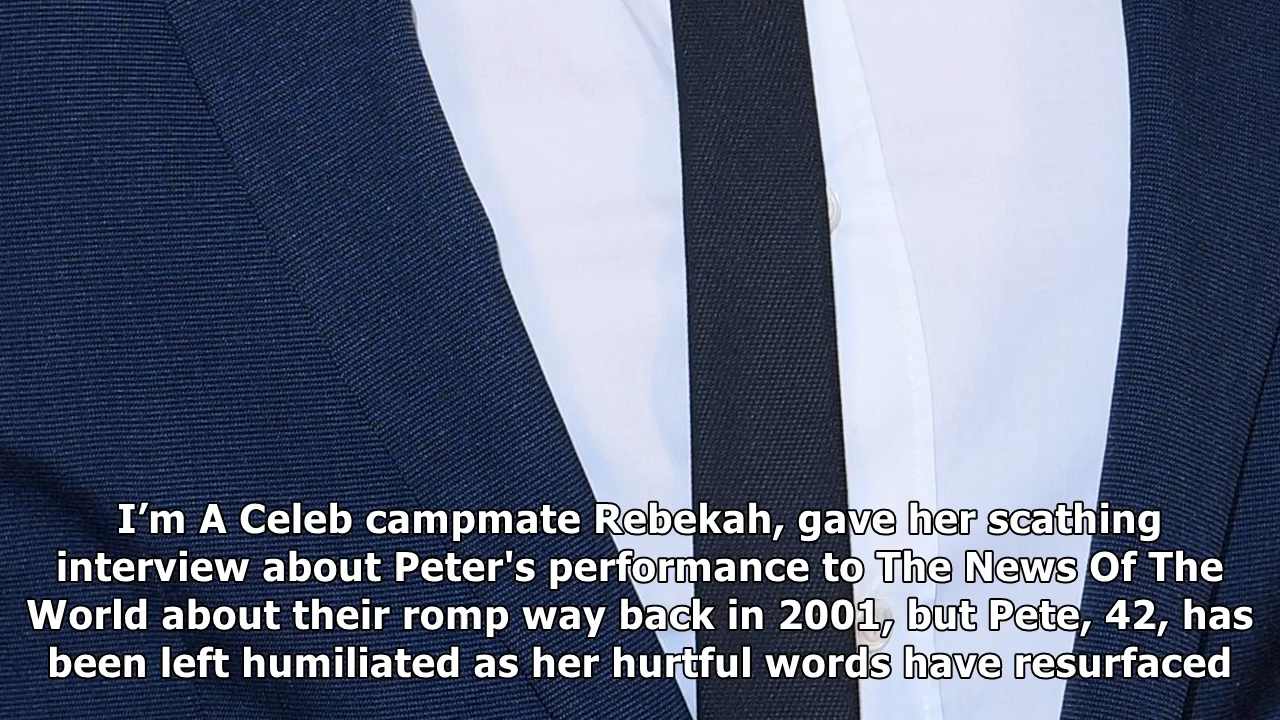 I’m A Celeb campmate Rebekah, gave her scathing
interview about Peter's performance to The News Of The
World about their romp way back in 2001, but Pete, 42, has
been left humiliated as her hurtful words have resurfaced